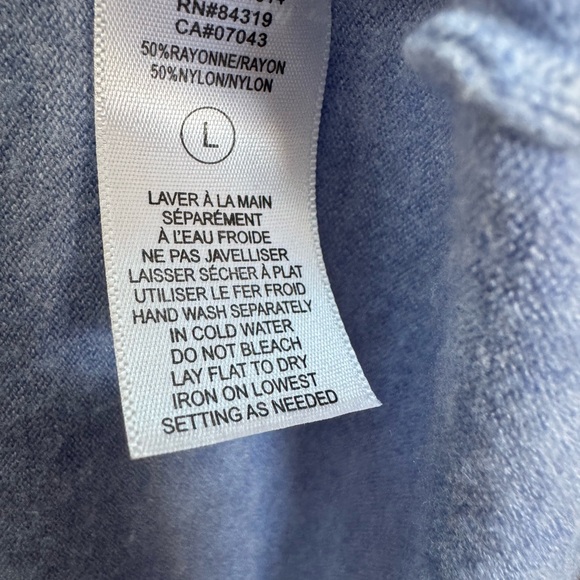 RN#84319
CA#07043
50%RAYONNE/RAYON
50%NYLON/NYLON
L
LAVER À LA MAIN
SÉPARÉMENT
À L'EAU FROIDE
NE PAS JAVELLISER
LAISSER SÉCHER À PLAT
UTILISER LE FER FROID
HAND WASH SEPARATELY
IN COLD WATER
DO NOT BLEACH
LAY FLAT TO DRY
IRON ON LOWEST
SETTING AS NEEDED